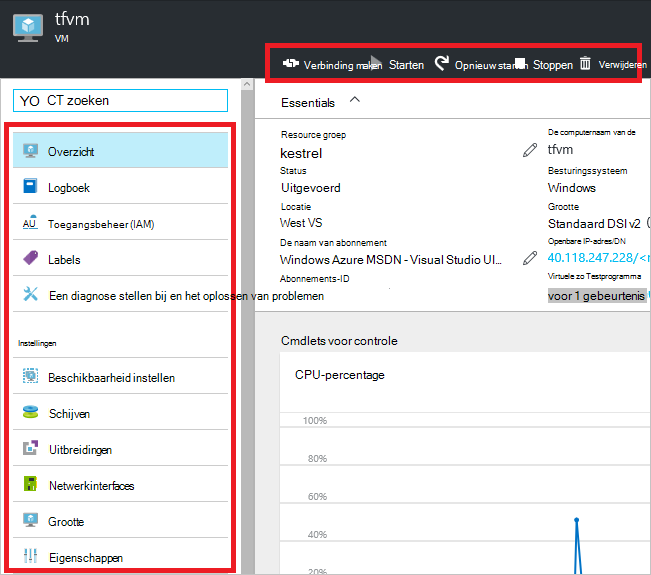 tfvm
VM
Verbinding maken Starten Opnieuw starten Stoppen Verwijderen
YO CT zoeken
Overzicht
Logboek
Toegangsbeheer (IAM)
Labels
Een diagnose stellen bij en het oplossen van problemen
Instellingen
Beschikbaarheid instellen
Schijven
Uitbreidingen
Netwerkinterfaces
Grootte
Eigenschappen
Essentials
Resource groep
kestrel
Status
Uitgevoerd
Locatie
West VS
De naam van abonnement
Windows Azure MSDN - Visual Studio UI...
Abonnements-ID
De computernaam van de
tfvm
Besturingssysteem
Windows
Grootte
Standaard DSI v2 (
Openbare IP-adres/DN
40.118.247.228/<r
Virtuele zo Testprogramma
voor 1 gebeurtenis
Cmdlets voor controle
CPU-percentage
100%
80%
60%
40%
20%